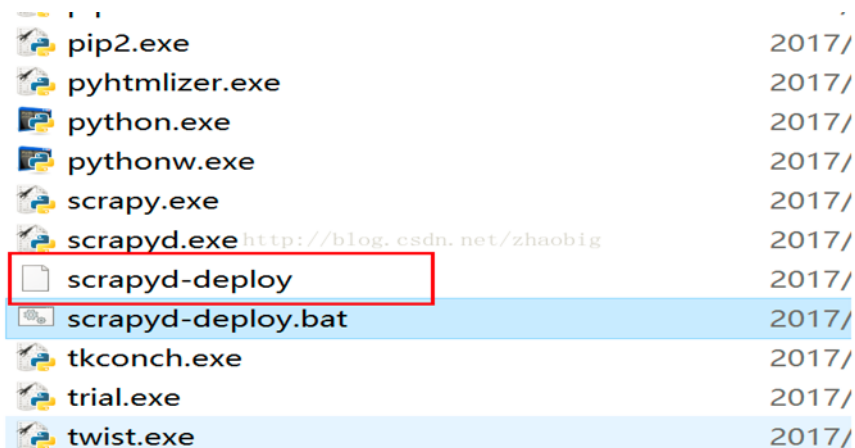 pip2.exe 2017/
pyhtmlizer.exe 2017/
python.exe 2017/
pythonw.exe 2017/
scrapy.exe 2017/
scrapyd.exe http://blog.csdn.net/zhaobig 2017/
scrapyd-deploy 2017/
scrapyd-deploy.bat 2017/
tkconch.exe 2017/
trial.exe 2017/
twist.exe 2017/